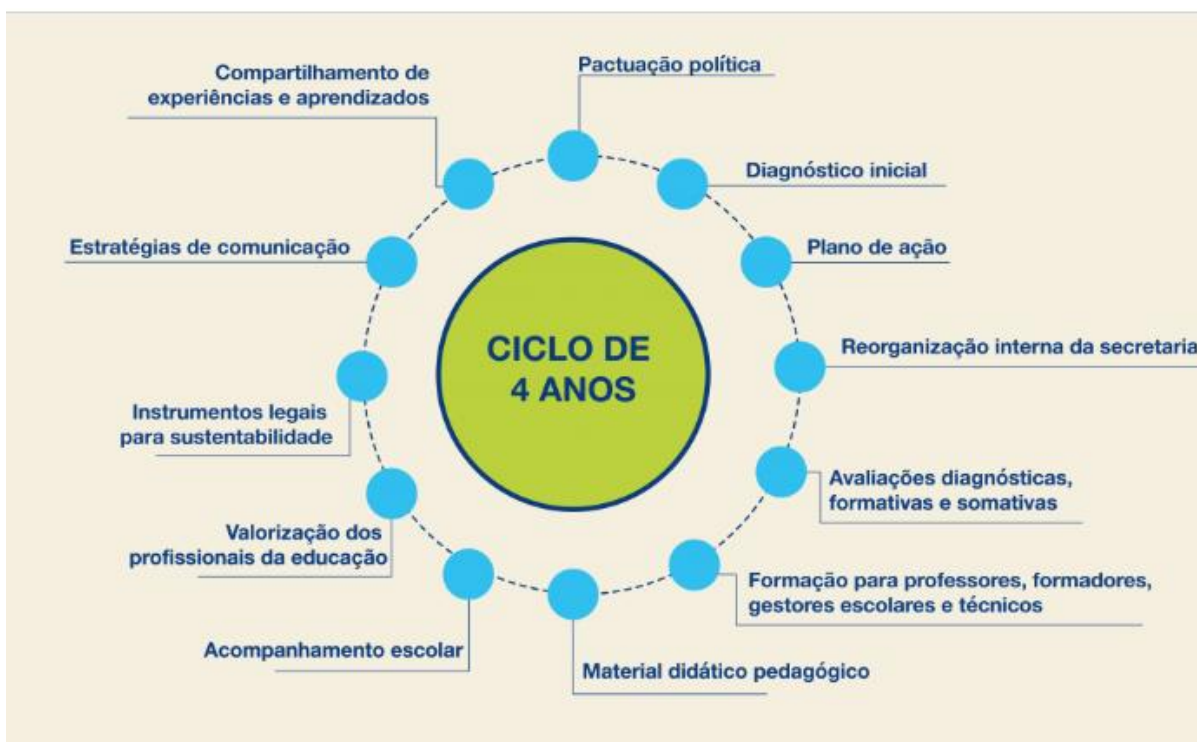 Pactuação política
Diagnóstico inicial
Plano de ação
Reorganização interna da secretaria
Avaliações diagnósticas,
formativas e somativas
Formação para professores, formadores,
gestores escolares e técnicos
Material didático pedagógico
Acompanhamento escolar
Valorização dos
profissionais da educação
Instrumentos legais
para sustentabilidade
Estratégias de comunicação
Compartilhamento de
experiências e aprendizados
CICLO DE
4 ANOS